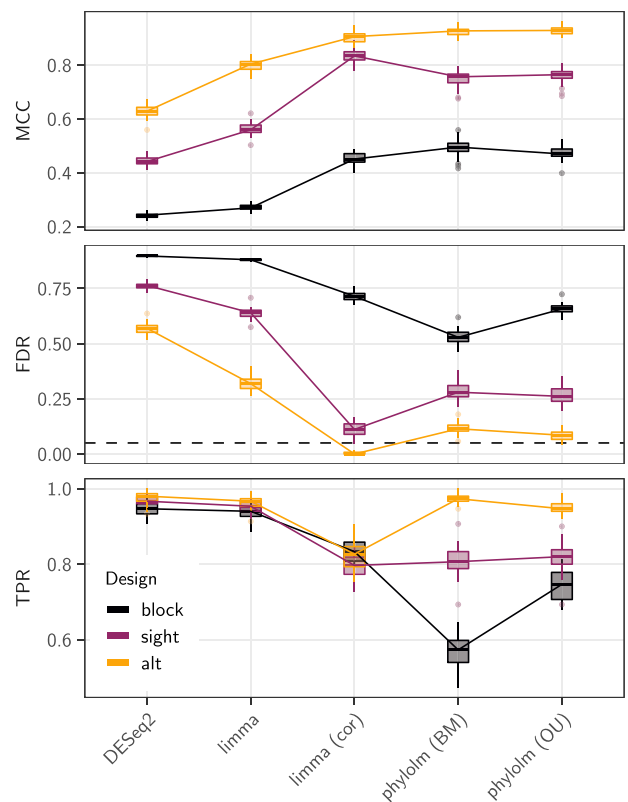 MCC
0.8
0.6
0.4
0.2
FDR
0.75
0.50
0.25
0.00
TPR
1.0
0.8
0.6
Design
block
sight
alt
DESeq2
limma
limma (cor)
phylolm (BM)
phylolm (OU)